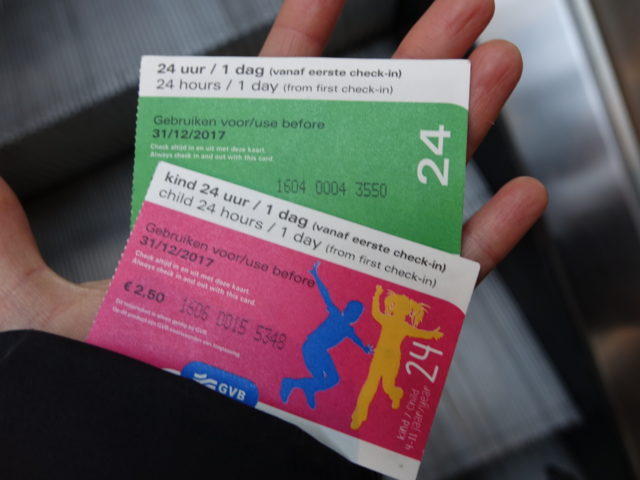 24 uur / 1 dag (vanaf eerste check-in)
24 hours / 1 day (from first check-in)
Gebruiken voor/use before
31/12/2017
Check altijd in en uit met deze kaart.
Always check in and out with this card.
24
1604 0004 3550
kind 24 uur / 1 dag (vanaf eerste check-in)
child 24 hours / 1 day (from first check-in)
Gebruiken voor/use before
31/12/2017
Check altijd in en uit met deze kaart.
Always check in and out with this card.
€ 2,50
1606 0015 5348
GVB
24
kind / child
4-11 jaar/year